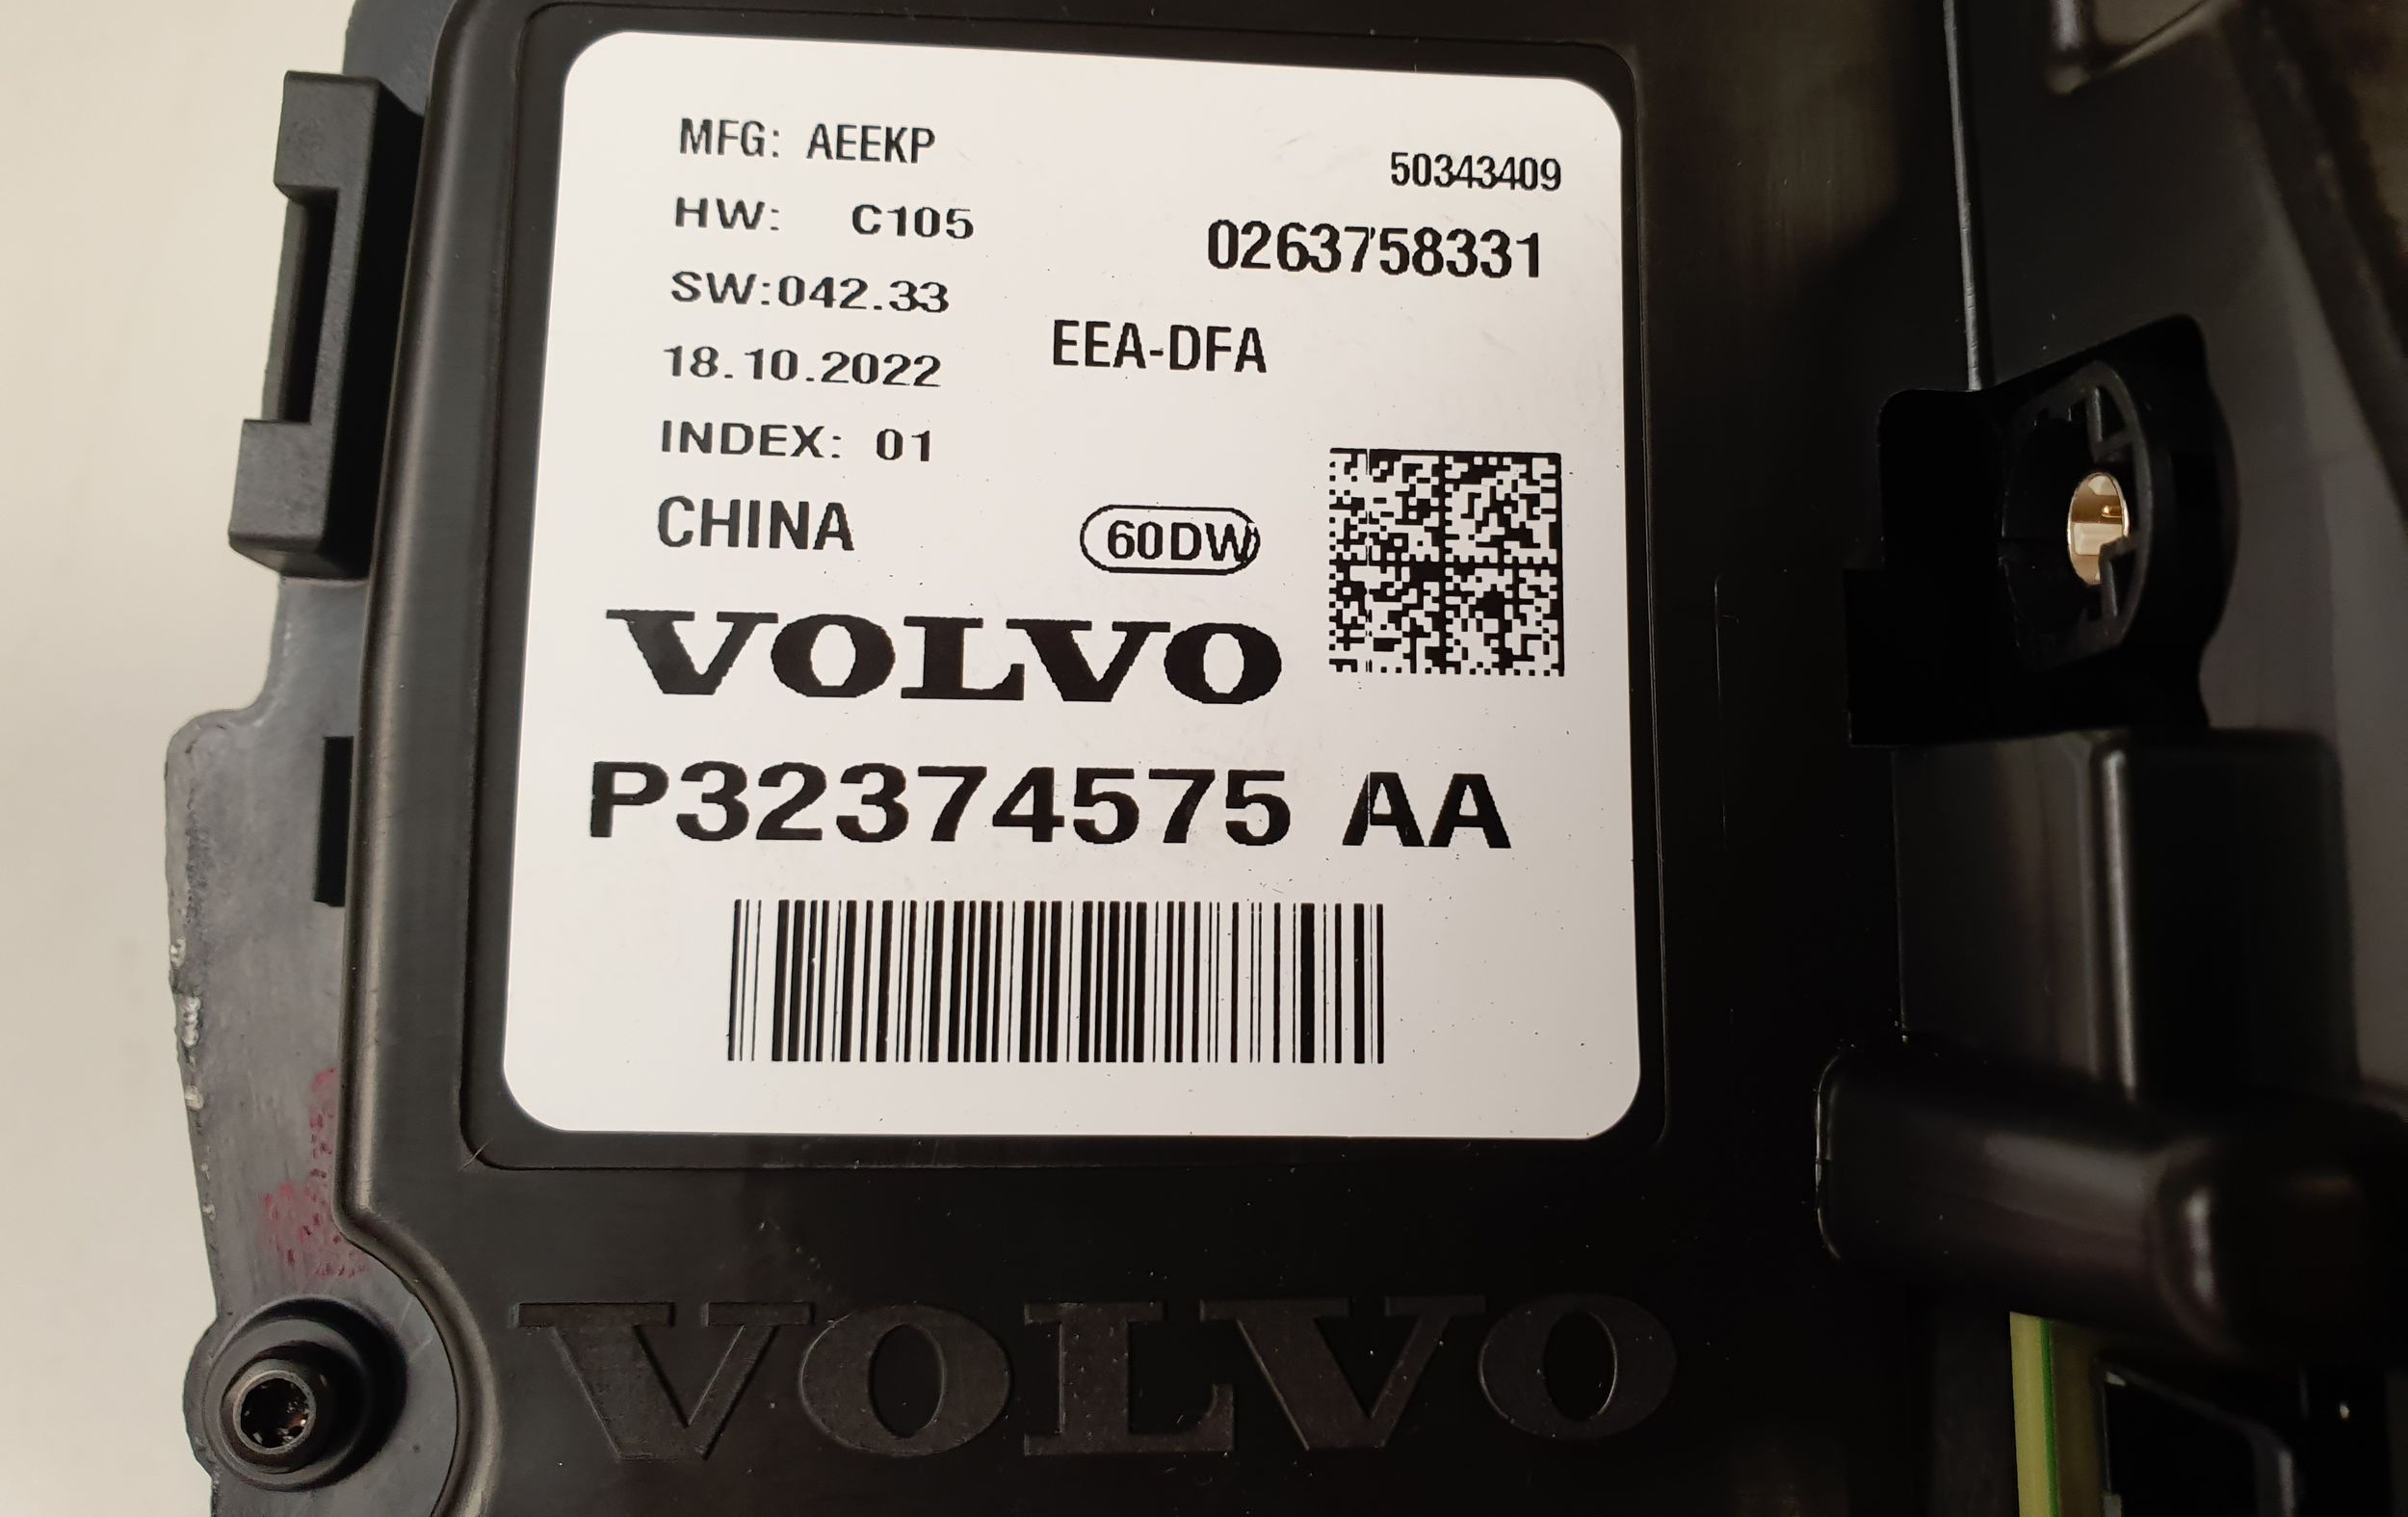 MFG: AEEKP
50343409
HW: C105
0263758331
SW:042.33
EEA-DFA
18.10.2022
INDEX: 01
CHINA
60DW
VOLVO
P32374575 AA
VOLVO